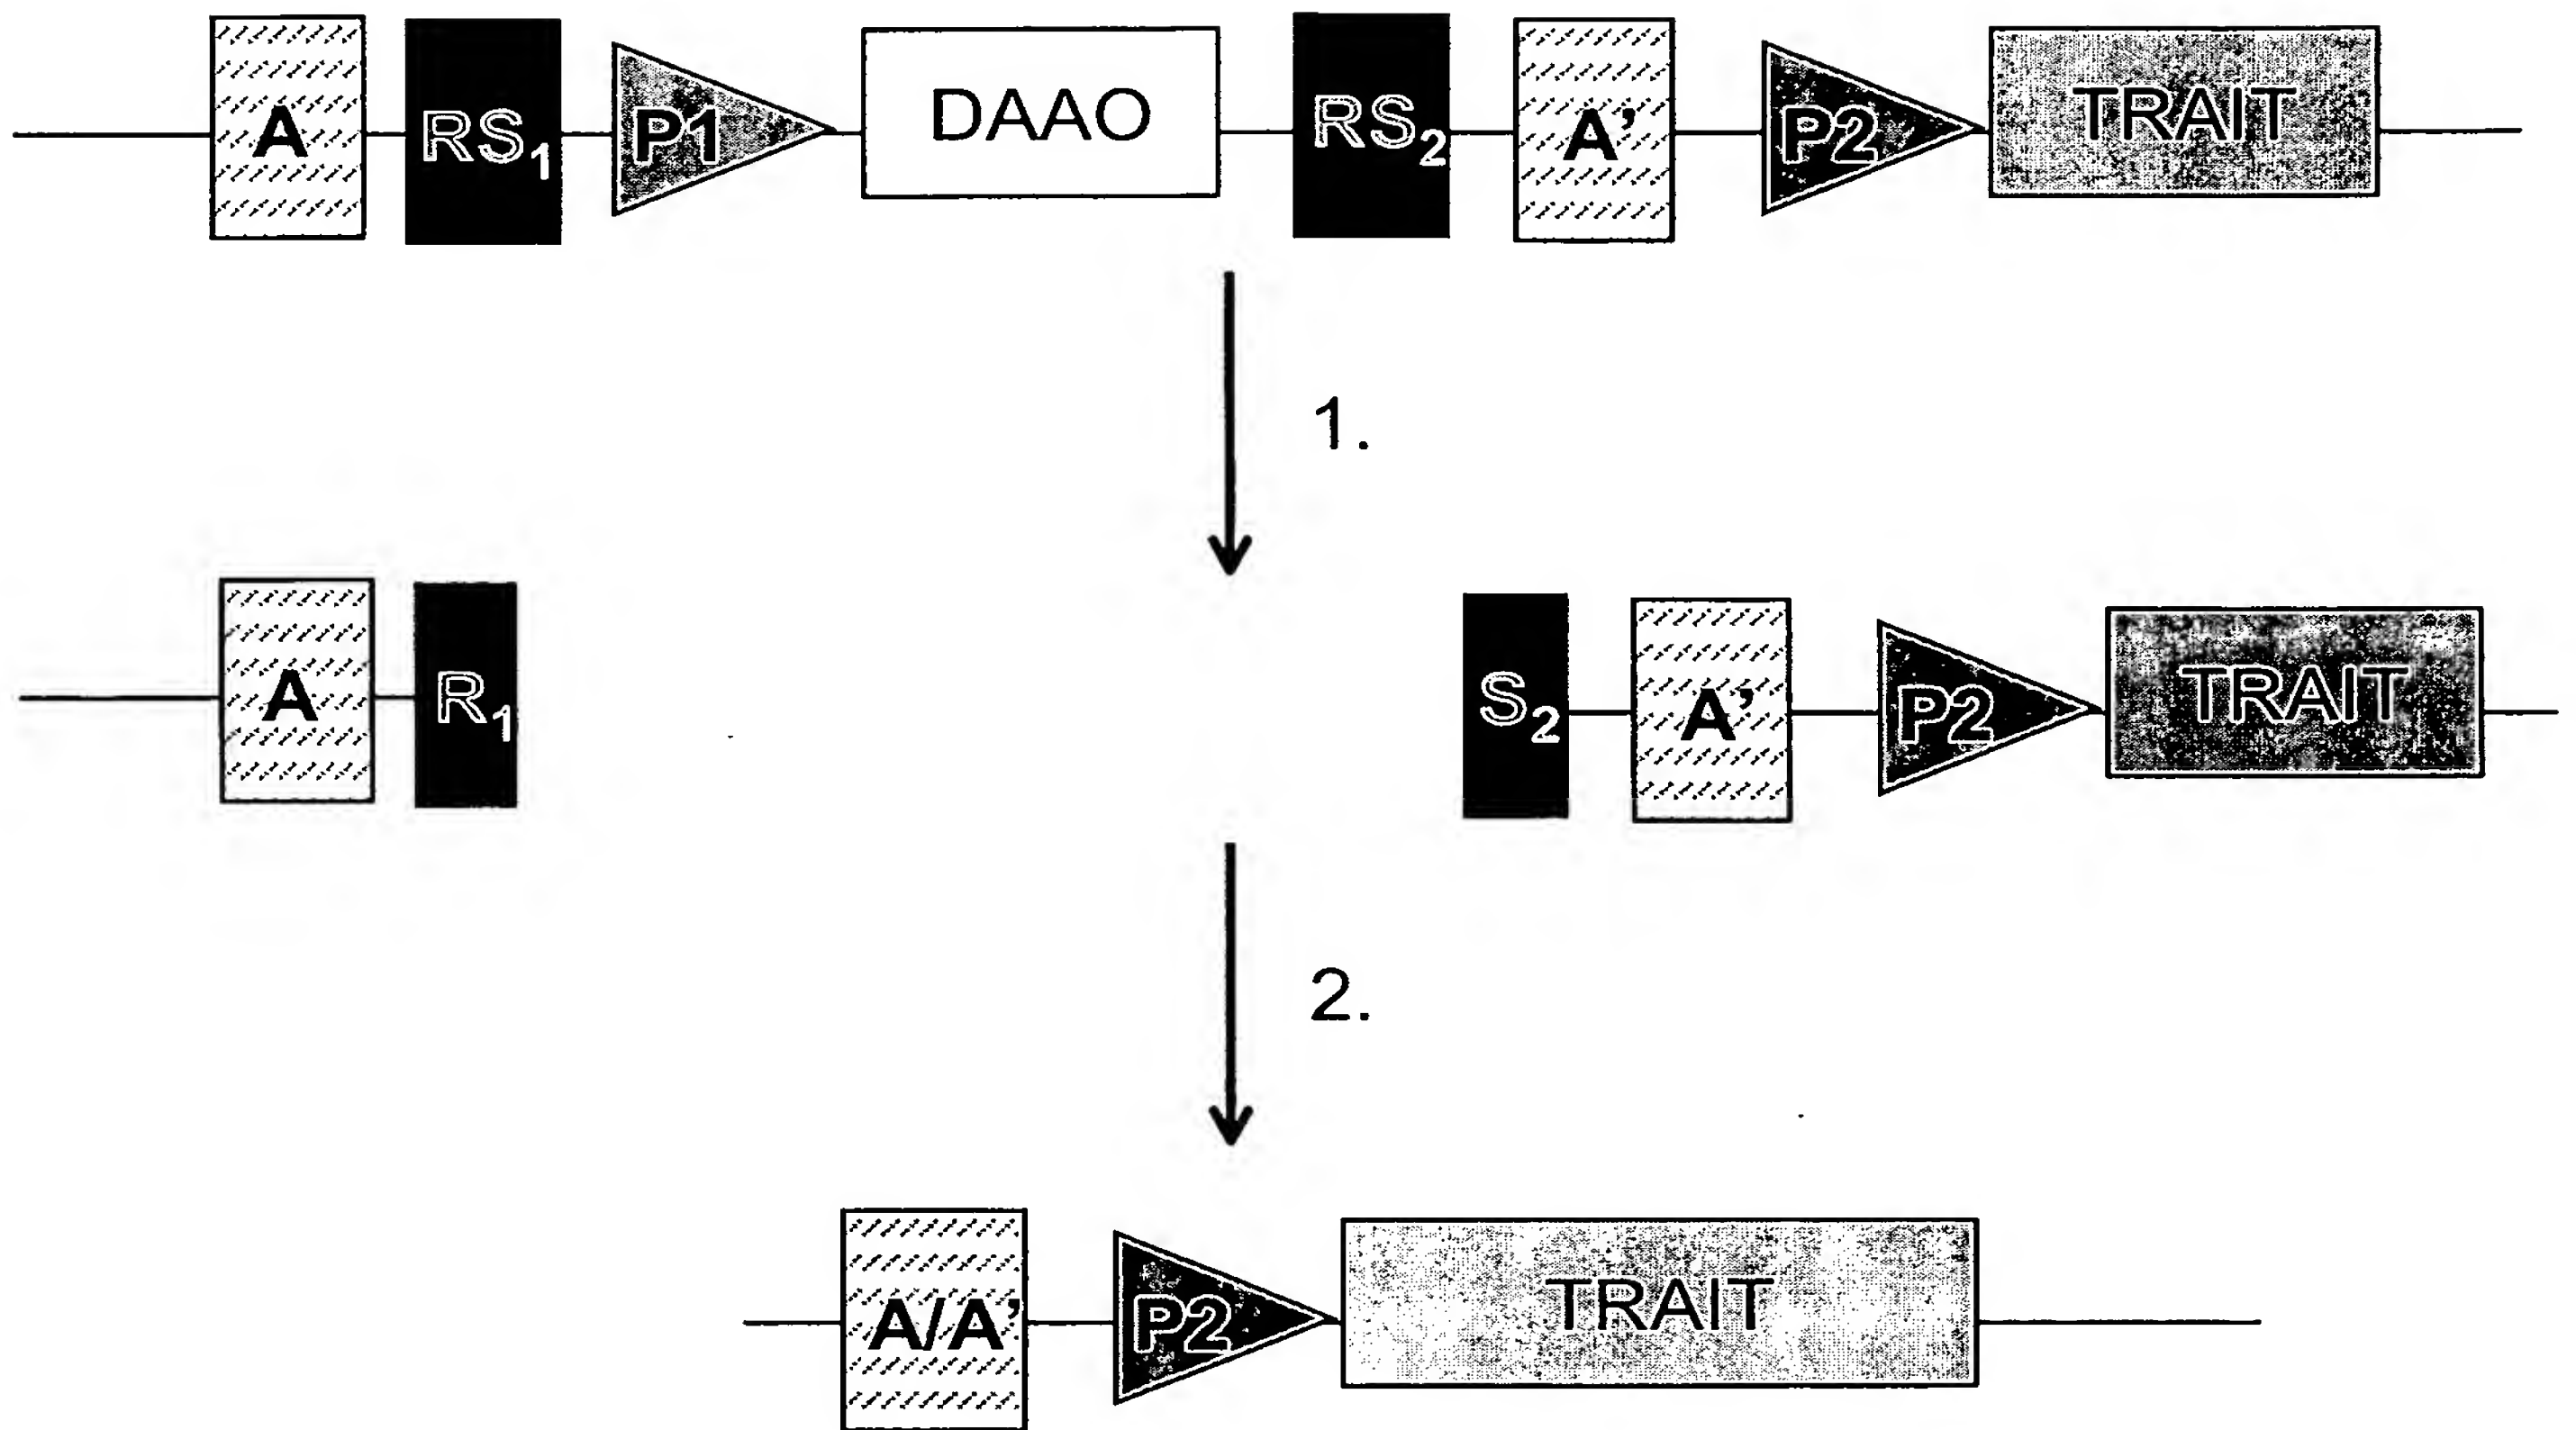 A RS₁ P1 DAAO RS₂ A' P2 TRAIT
1.
A R₁ S₂ A' P2 TRAIT
2.
A/A' P2 TRAIT